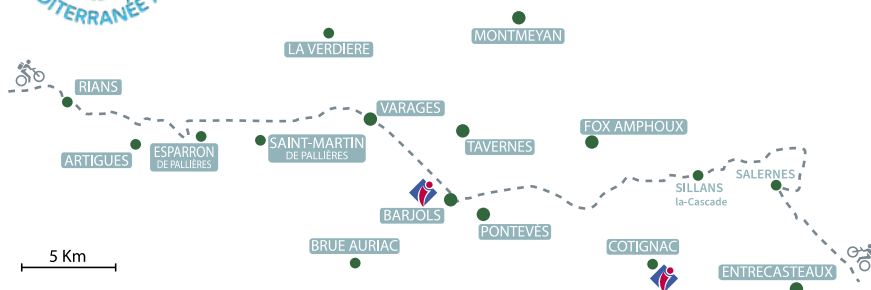 DITERRANÉE
MONTMEYAN
LA VERDIERE
RIANS
VARAGES
FOX AMPHOUX
TAVERNES
SAINT-MARTIN
DE PALLIÈRES
ESPARRON
DE PALLIÈRES
ARTIGUES
SALERNES
SILLANS
la-Cascade
BARJOLS
PONTEVÈS
BRUE AURIAC
COTIGNAC
5 Km
ENTRECASTEAUX